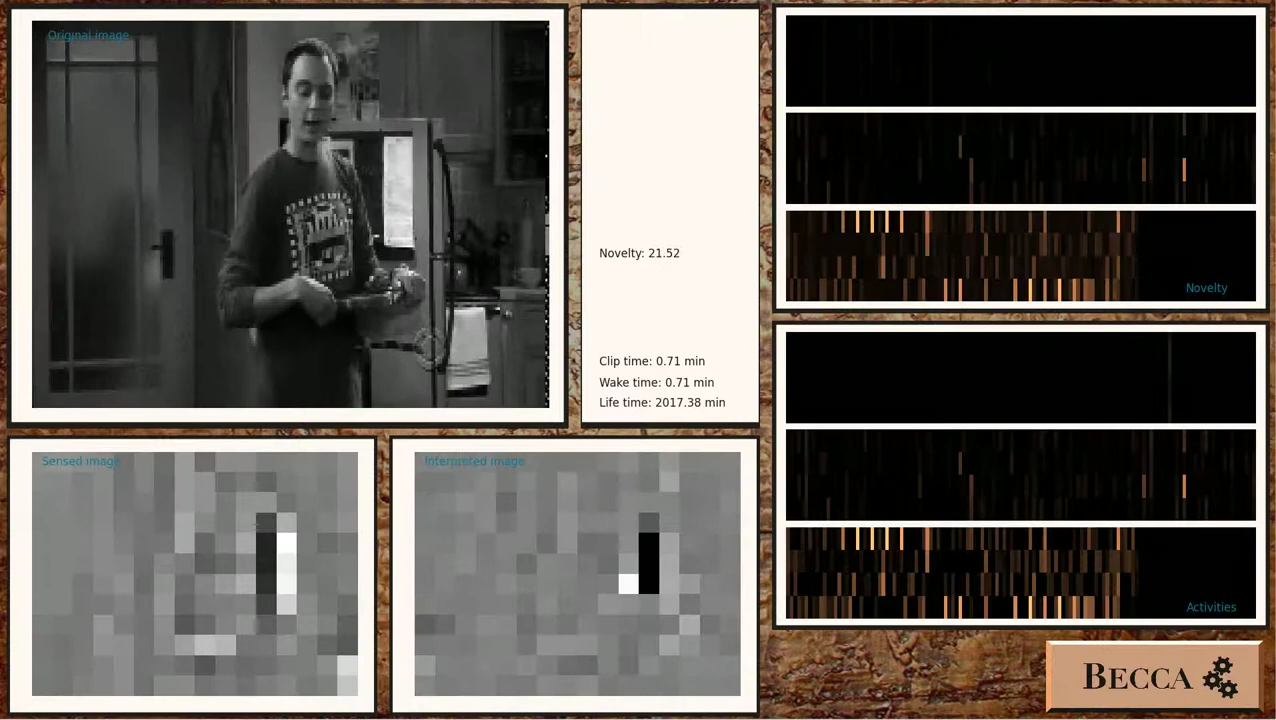 Original image
Novelty: 21.52
Clip time: 0.71 min
Wake time: 0.71 min
Life time: 2017.38 min
Sensed image
Interpreted image
Novelty
Activities
BECCA